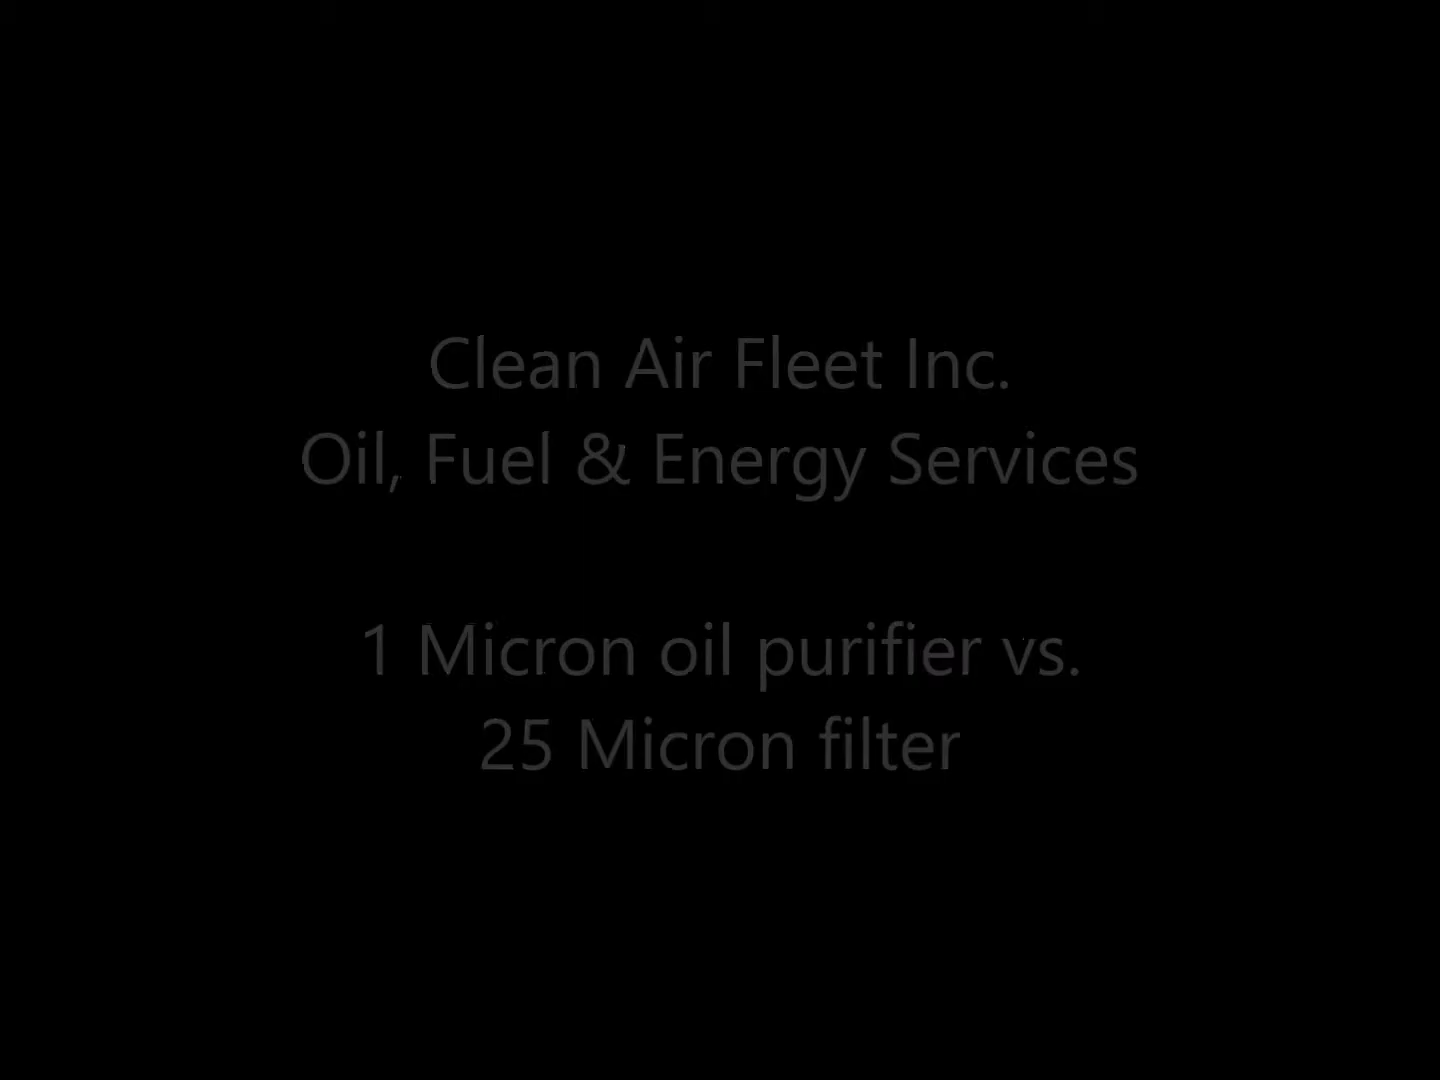 Clean Air Fleet Inc.
Oil, Fuel & Energy Services
1 Micron oil purifier vs.
25 Micron filter